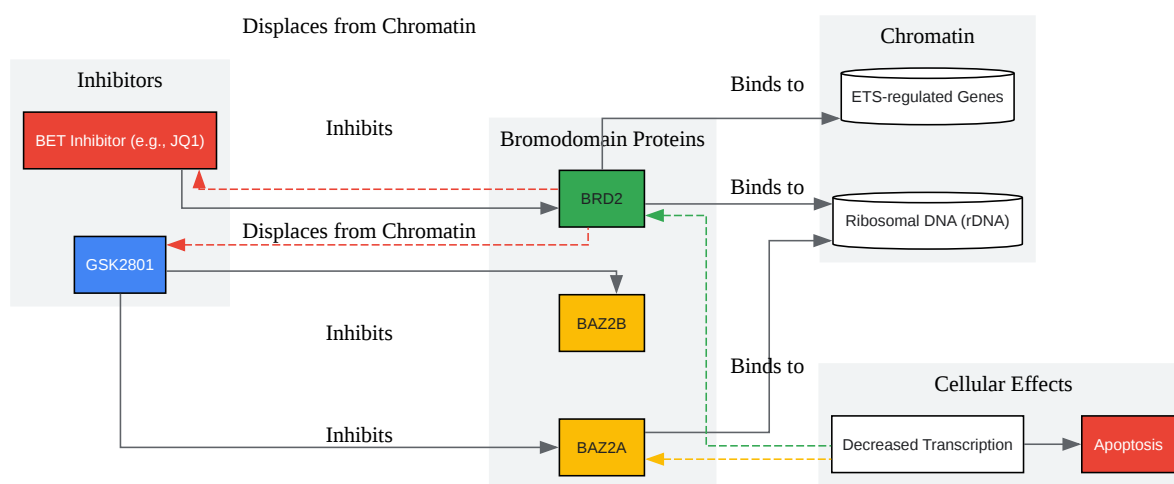 Displaces from Chromatin
Chromatin
Inhibitors
Binds to
ETS-regulated Genes
BET Inhibitor (e.g., JQ1)
Inhibits
Bromodomain Proteins
BRD2
Binds to
Ribosomal DNA (rDNA)
Displaces from Chromatin
GSK2801
BAZ2B
Inhibits
Binds to
Cellular Effects
Inhibits
BAZ2A
Decreased Transcription
Apoptosis